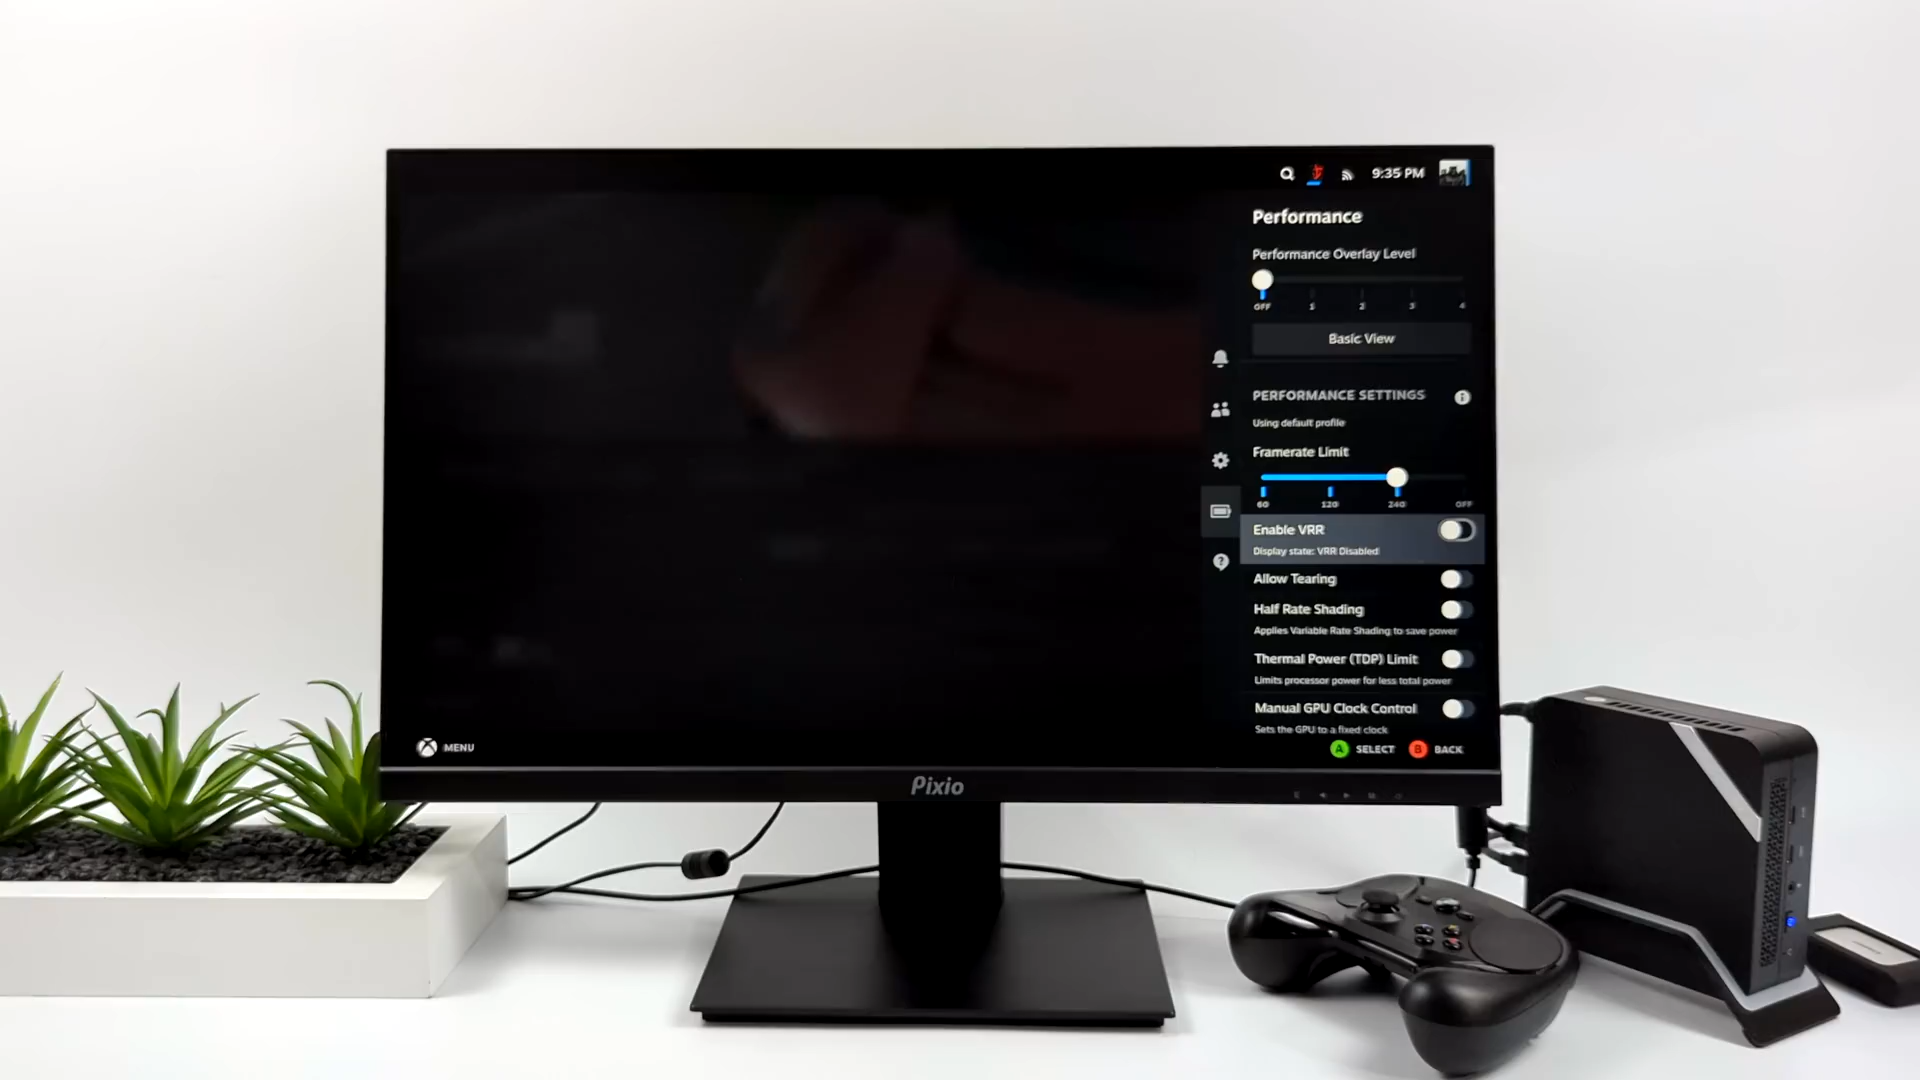 9:35 PM
Performance
Performance Overlay Level
OFF 1 2 3 4
Basic View
PERFORMANCE SETTINGS
Using default profile
Framerate Limit
60 120 240 OFF
Enable VRR
Display state: VRR Disabled
Allow Tearing
Half Rate Shading
Applies Variable Rate Shading to save power
Thermal Power (TDP) Limit
Limits processor power for less total power
Manual GPU Clock Control
Sets the GPU to a fixed clock
MENU
A SELECT B BACK
Pixio